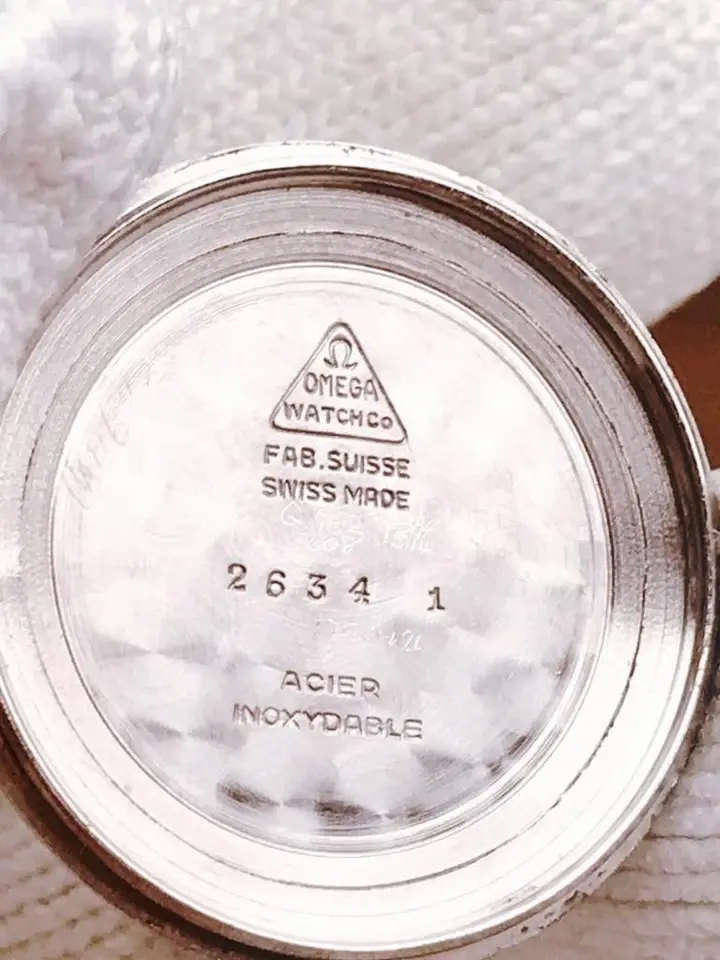 Ω
OMEGA
WATCH Co
FAB. SUISSE
SWISS MADE
2634 1
ACIER
INOXYDABLE